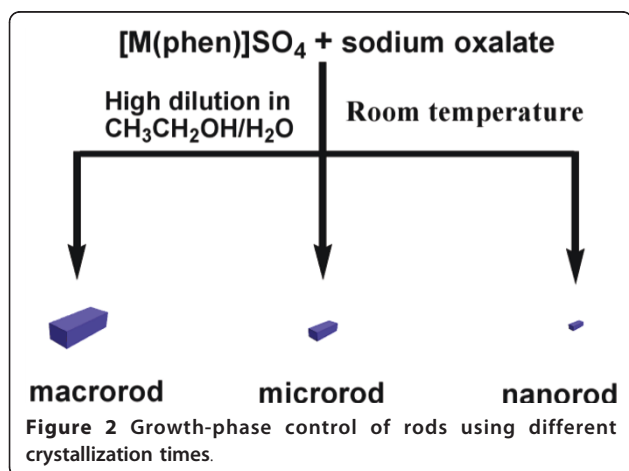 [M(phen)]SO₄ + sodium oxalate
High dilution in
CH₃CH₂OH/H₂O
Room temperature
macrorod microrod nanorod
Figure 2 Growth-phase control of rods using different
crystallization times.